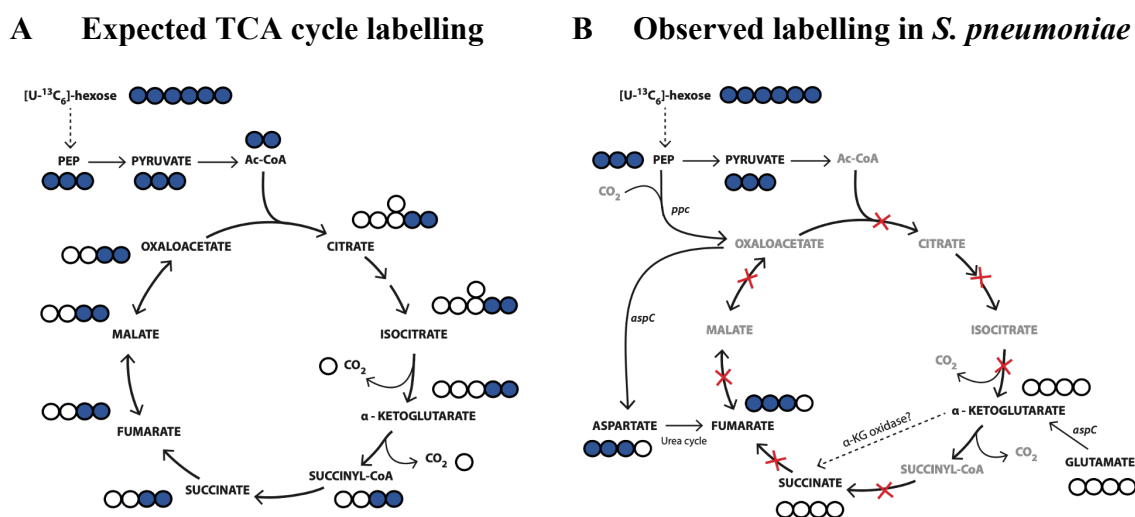 A Expected TCA cycle labelling
[U-¹³C₆]-hexose
PEP
PYRUVATE
Ac-CoA
OXALOACETATE
CITRATE
MALATE
ISOCITRATE
CO₂
α - KETOGLUTARATE
FUMARATE
CO₂
SUCCINYL-CoA
SUCCINATE
B Observed labelling in S. pneumoniae
[U-¹³C₆]-hexose
PEP
PYRUVATE
Ac-CoA
CO₂
ppc
OXALOACETATE
CITRATE
aspC
MALATE
ISOCITRATE
CO₂
α - KETOGLUTARATE
ASPARTATE
Urea cycle
FUMARATE
α-KG oxidase?
aspC
CO₂
GLUTAMATE
SUCCINYL-CoA
SUCCINATE